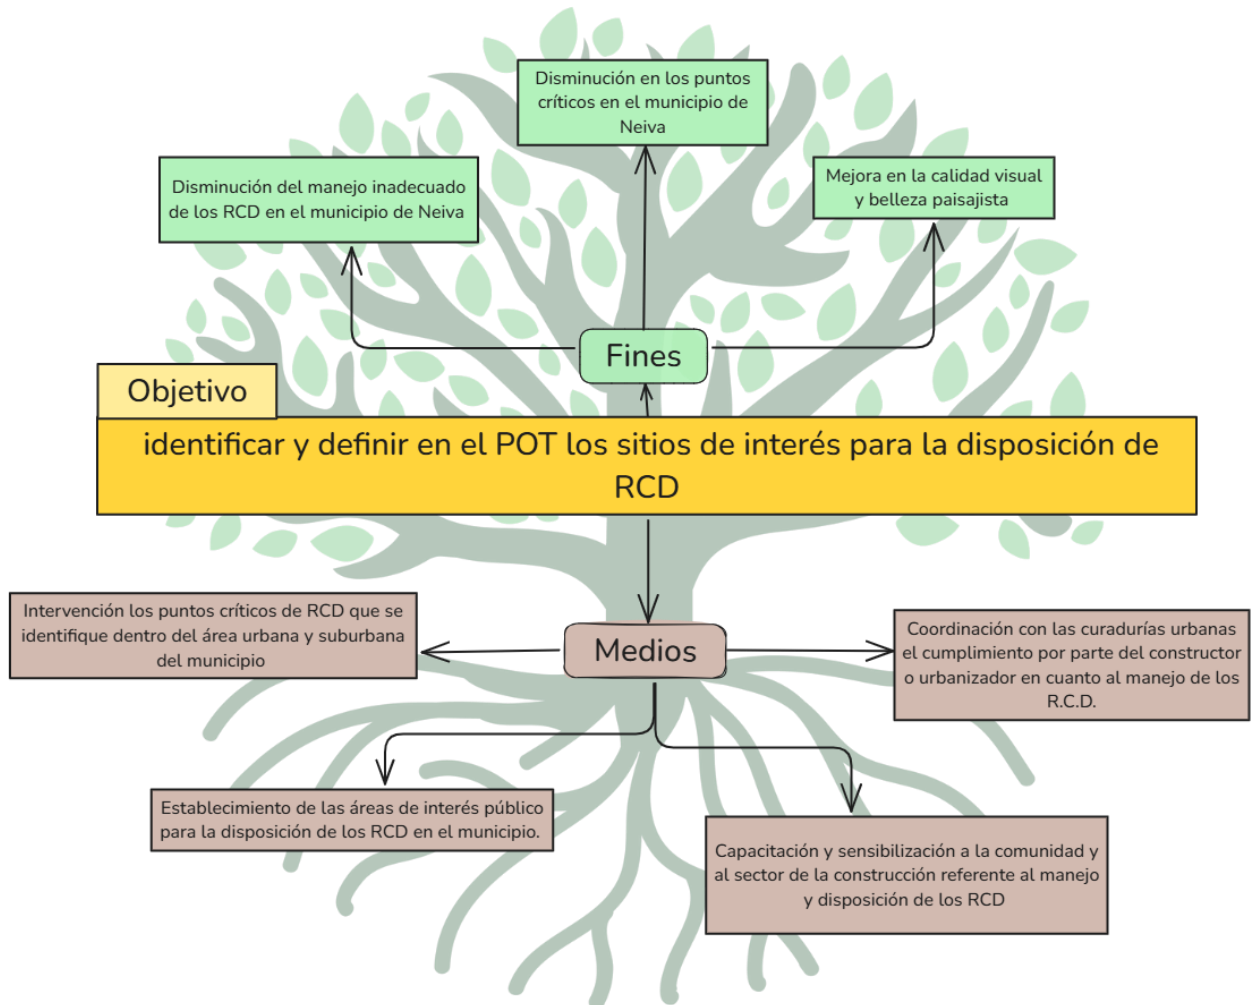 Disminución en los puntos
críticos en el municipio de
Neiva
Disminución del manejo inadecuado
de los RCD en el municipio de Neiva
Mejora en la calidad visual
y belleza paisajista
Fines
Objetivo
identificar y definir en el POT los sitios de interés para la disposición de
RCD
Medios
Intervención los puntos críticos de RCD que se
identifique dentro del área urbana y suburbana
del municipio
Coordinación con las curadurías urbanas
el cumplimiento por parte del constructor
o urbanizador en cuanto al manejo de los
R.C.D.
Establecimiento de las áreas de interés público
para la disposición de los RCD en el municipio.
Capacitación y sensibilización a la comunidad y
al sector de la construcción referente al manejo
y disposición de los RCD